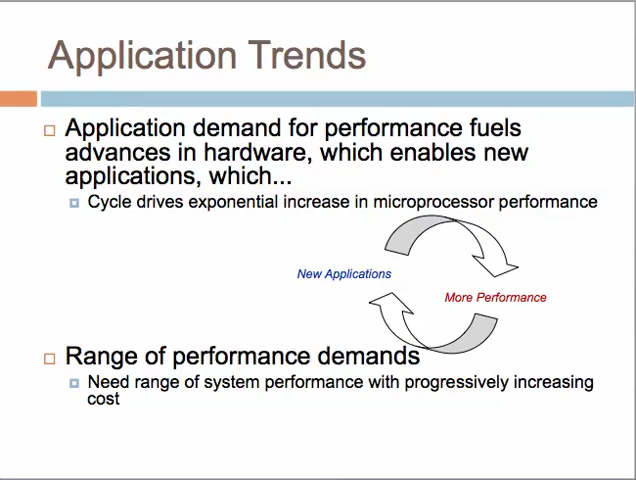 Application Trends
Application demand for performance fuels
advances in hardware, which enables new
applications, which...
Cycle drives exponential increase in microprocessor performance
New Applications
More Performance
Range of performance demands
Need range of system performance with progressively increasing
cost